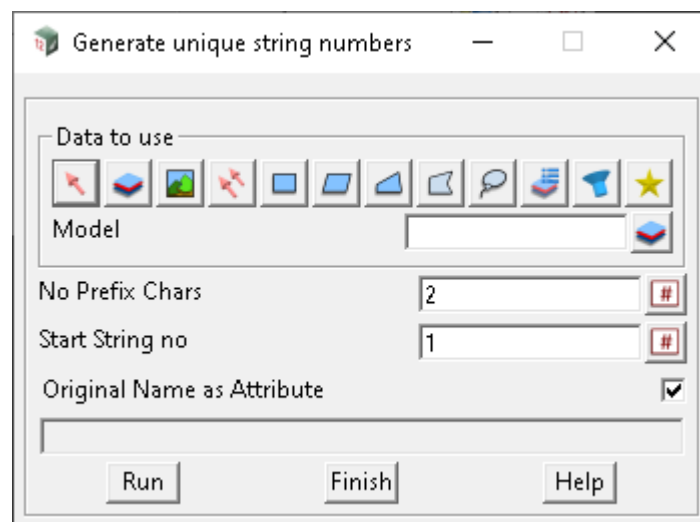 Generate unique string numbers
Data to use
Model
No Prefix Chars 2 #
Start String no 1 #
Original Name as Attribute
Run Finish Help